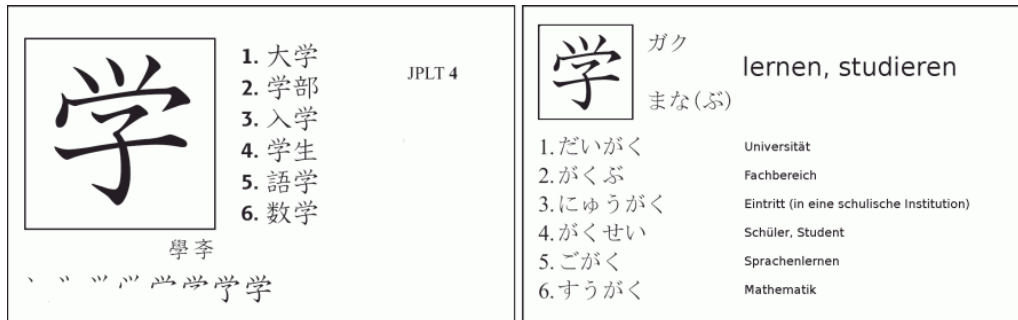 学
1. 大学
2. 学部
3. 入学
4. 学生
5. 語学
6. 数学
JPLT 4
學 斈
学
ガク
まな(ぶ)
lernen, studieren
1.だいがく Universität
2.がくぶ Fachbereich
3.にゅうがく Eintritt (in eine schulische Institution)
4.がくせい Schüler, Student
5.ごがく Sprachenlernen
6.すうがく Mathematik